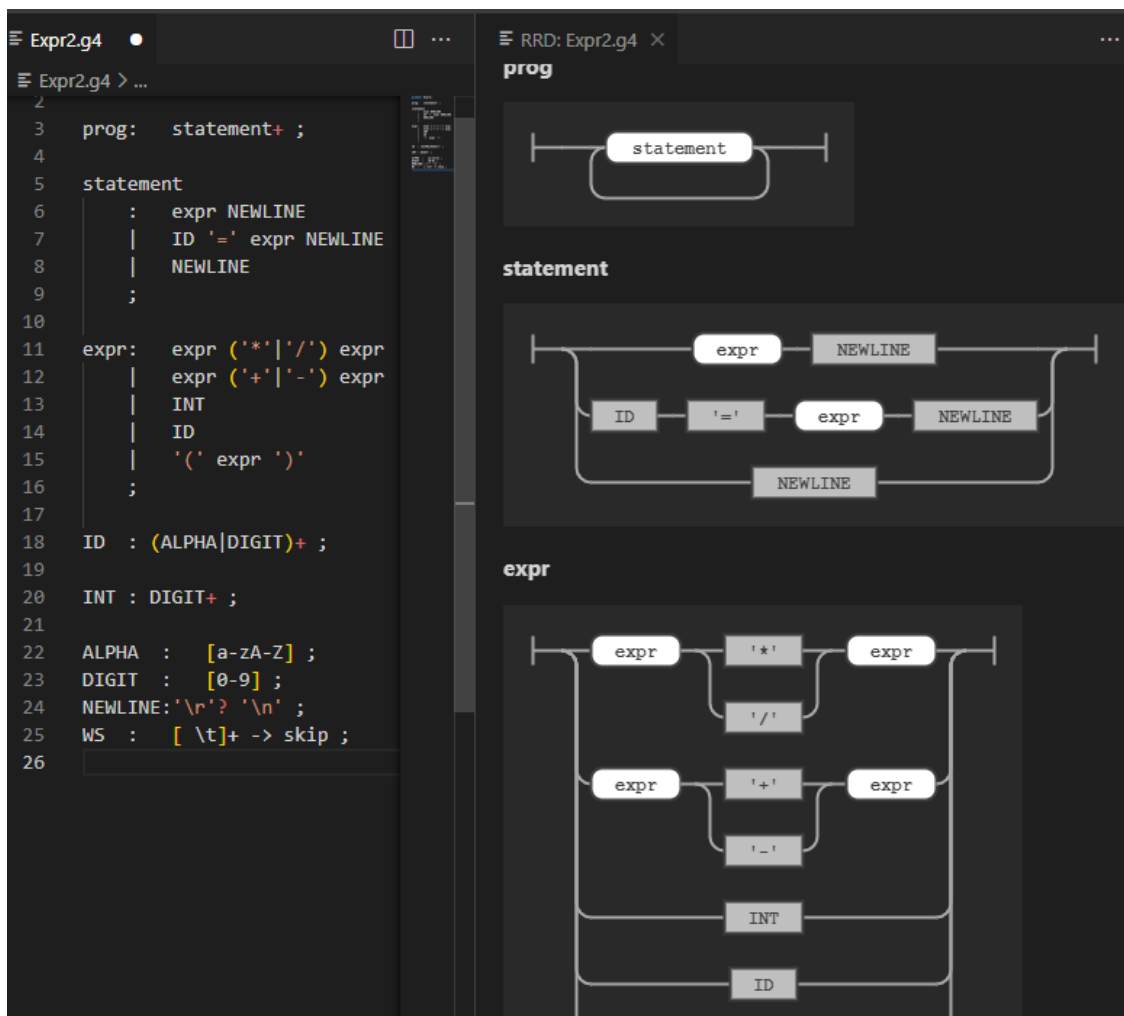 Expr2.g4 ● ...
Expr2.g4 > ...
2
3 prog: statement+ ;
4
5 statement
6 : expr NEWLINE
7 | ID '=' expr NEWLINE
8 | NEWLINE
9 ;
10
11 expr: expr ('*'|'/') expr
12 | expr ('+'|'-') expr
13 | INT
14 | ID
15 | '(' expr ')'
16 ;
17
18 ID : (ALPHA|DIGIT)+ ;
19
20 INT : DIGIT+ ;
21
22 ALPHA : [a-zA-Z] ;
23 DIGIT : [0-9] ;
24 NEWLINE:'\r'? '\n' ;
25 WS : [ \t]+ -> skip ;
26
RRD: Expr2.g4 × ...
prog
statement
statement
expr NEWLINE
ID '=' expr NEWLINE
NEWLINE
expr
expr '*' expr
'/'
expr '+' expr
'-'
INT
ID